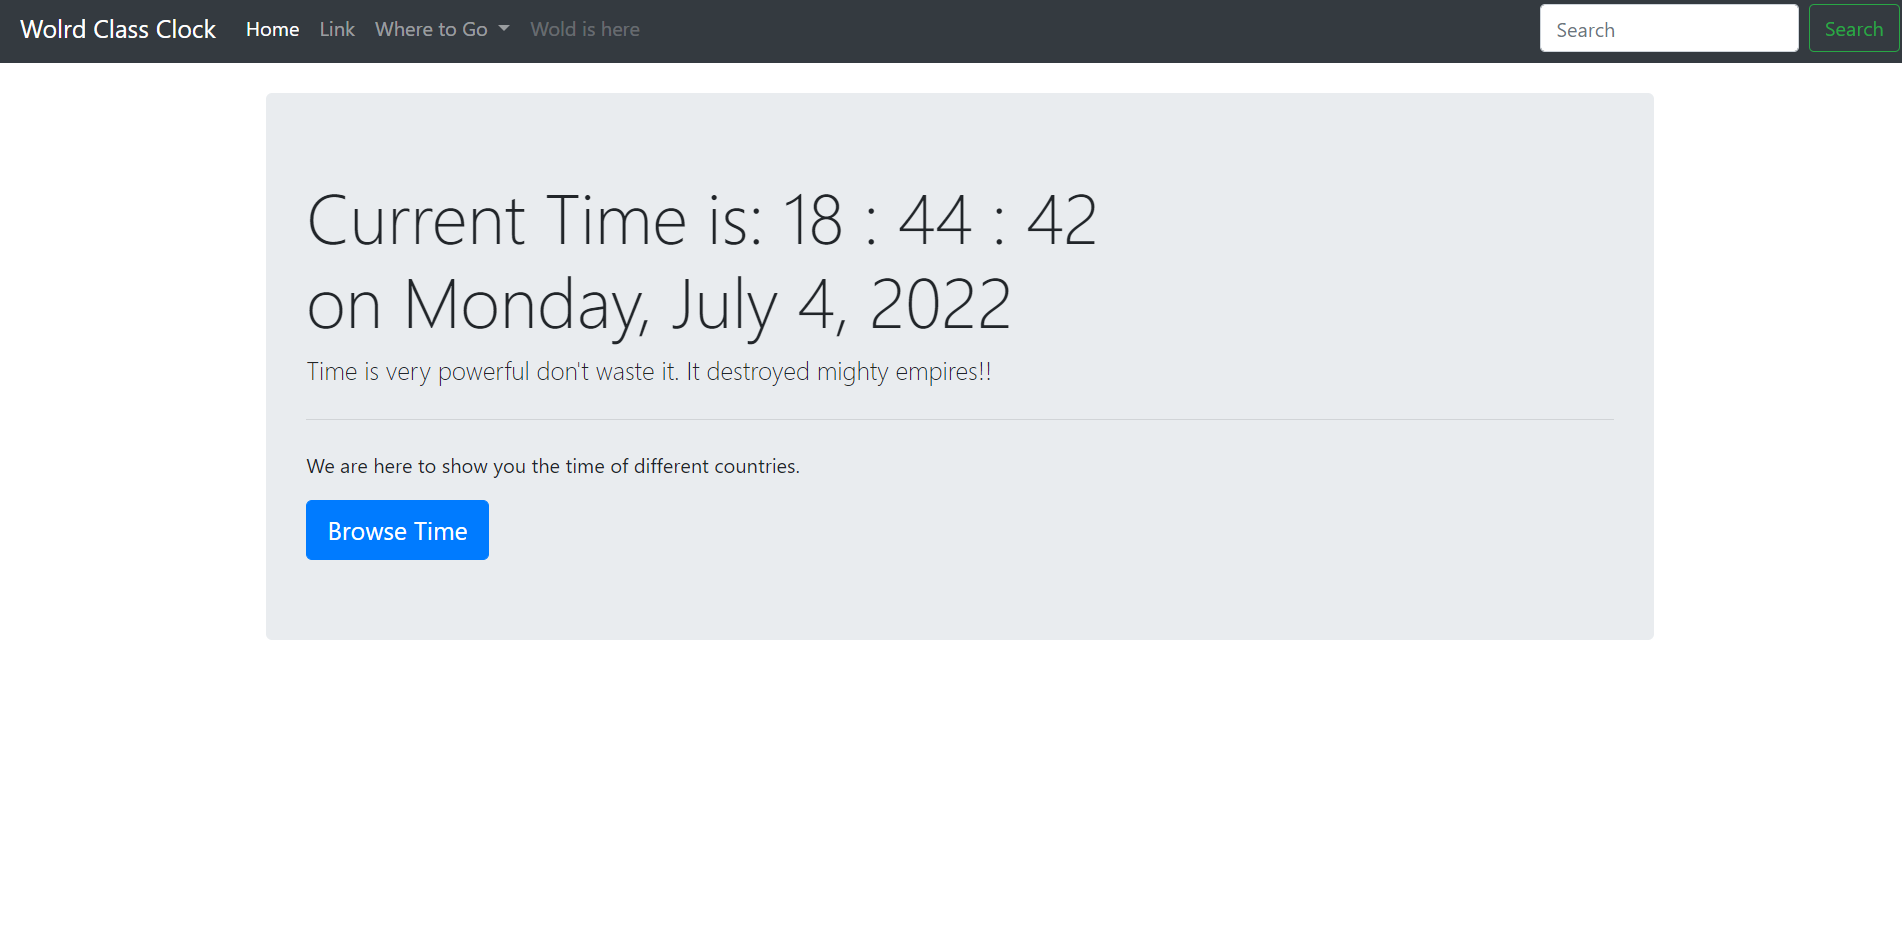 Wolrd Class Clock Home Link Where to Go Wold is here Search Search
Current Time is: 18 : 44 : 42
on Monday, July 4, 2022
Time is very powerful don't waste it. It destroyed mighty empires!!
We are here to show you the time of different countries.
Browse Time